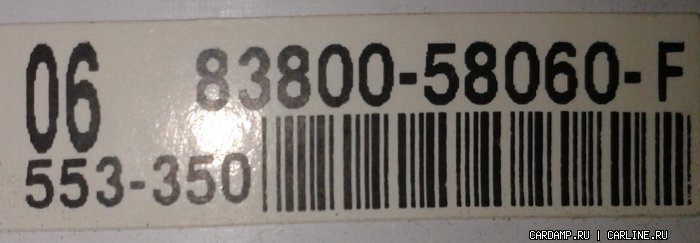 06 83800-58060-F
553-350
CARDAMP.RU | CARLINE.RU